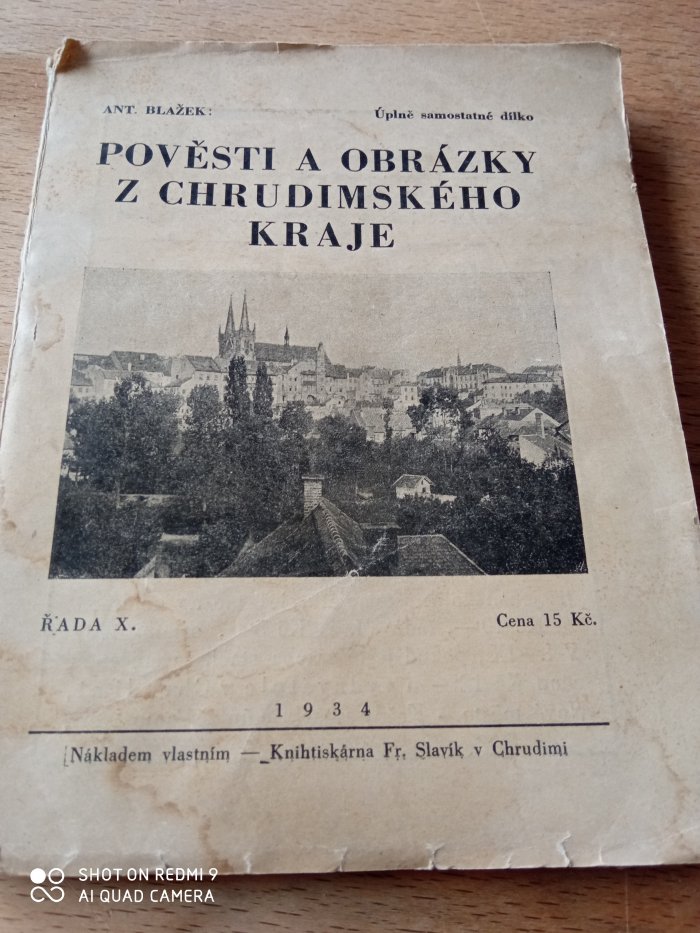 ANT. BLAŽEK:
Úplně samostatné dílko
POVĚSTI A OBRÁZKY
Z CHRUDIMSKÉHO
KRAJE
ŘADA X.
Cena 15 Kč.
1934
Nákladem vlastním — Knihtiskárna Fr. Slavík v Chrudimi
SHOT ON REDMI 9
AI QUAD CAMERA